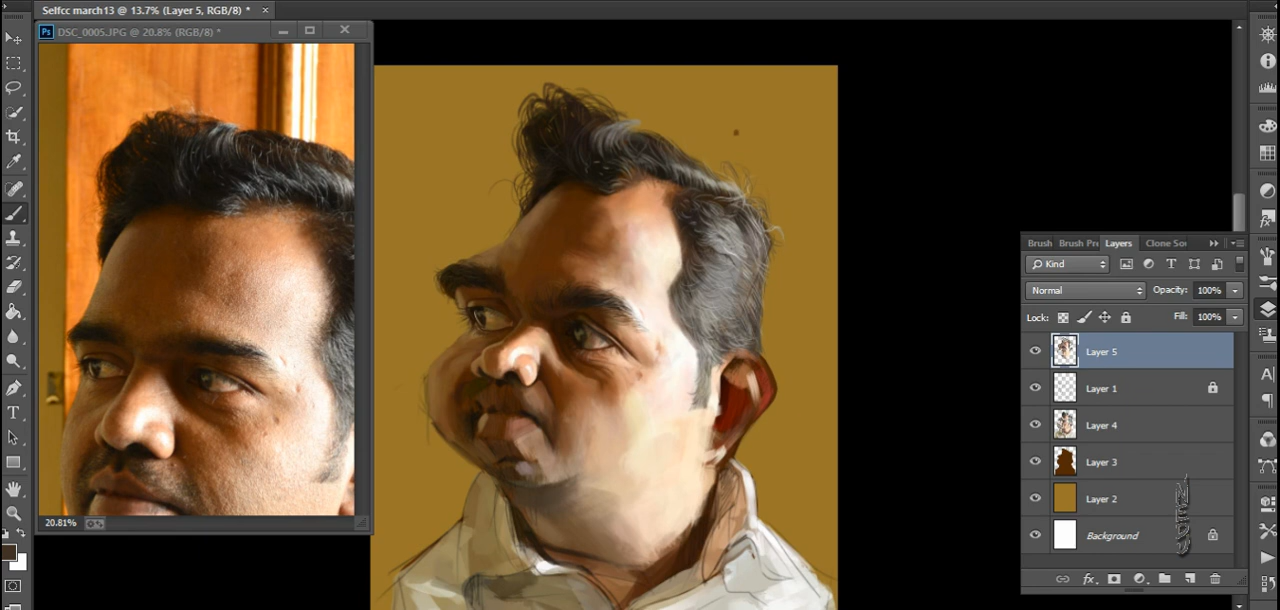 Selfcc march13 @ 13.7% (Layer 5, RGB/8) * ×
Ps DSC_0005.JPG @ 20.8% (RGB/8) *
20.81%
Brush Brush Pre Layers Clone Sou
Kind
Normal Opacity: 100%
Lock: Fill: 100%
Layer 5
Layer 1
Layer 4
Layer 3
Layer 2
Background
fx